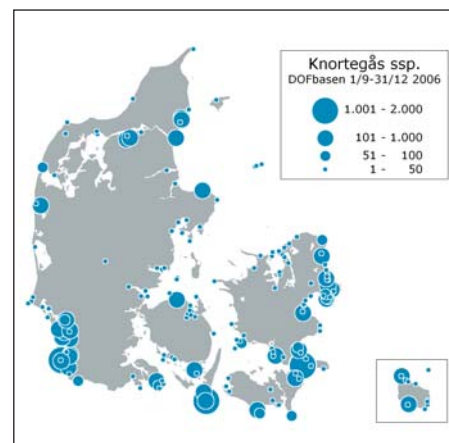 Knortegås ssp.
DOFbasen 1/9-31/12 2006
1.001 - 2.000
101 - 1.000
51 - 100
1 - 50